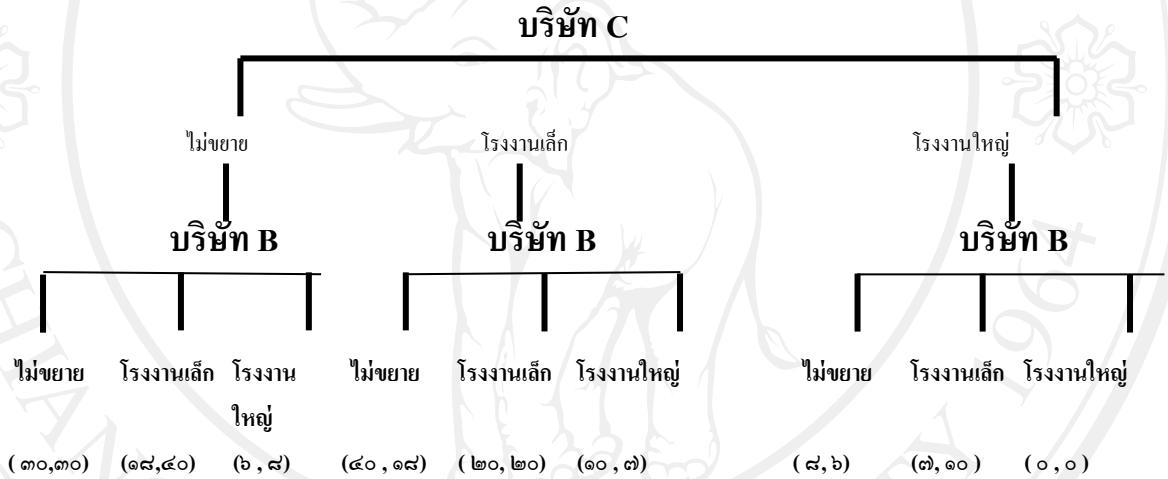 บริษัท C
ไม่ขยาย โรงงานเล็ก โรงงานใหญ่
บริษัท B บริษัท B บริษัท B
ไม่ขยาย โรงงานเล็ก โรงงาน ไม่ขยาย โรงงานเล็ก โรงงานใหญ่ ไม่ขยาย โรงงานเล็ก โรงงานใหญ่
ใหญ่
( ๓๐,๓๐) (๑๘,๔๐) (๖ , ๘) (๔๐ , ๑๘) ( ๒๐, ๒๐) (๑๐ , ๗) ( ๘, ๖) (๗, ๑๐ ) ( ๐ , ๐ )
1964